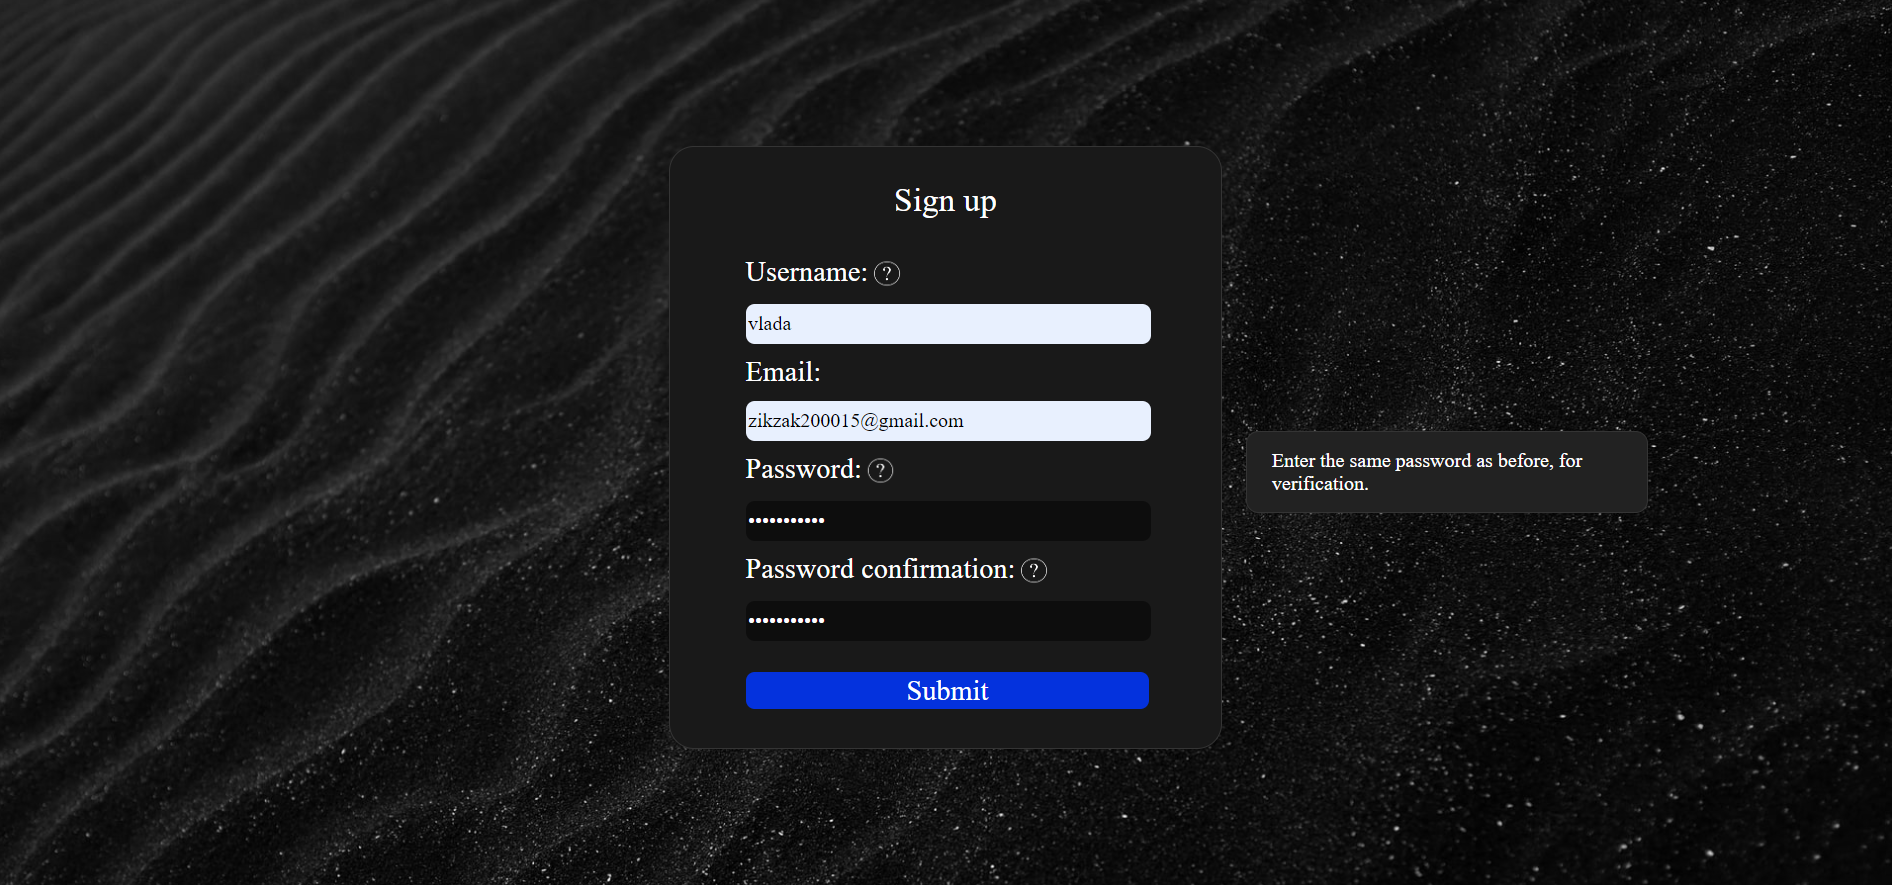 Sign up
Username: ?
vlada
Email:
zikzak200015@gmail.com
Password: ?
•••••••••••
Password confirmation: ?
•••••••••••
Submit
Enter the same password as before, for
verification.